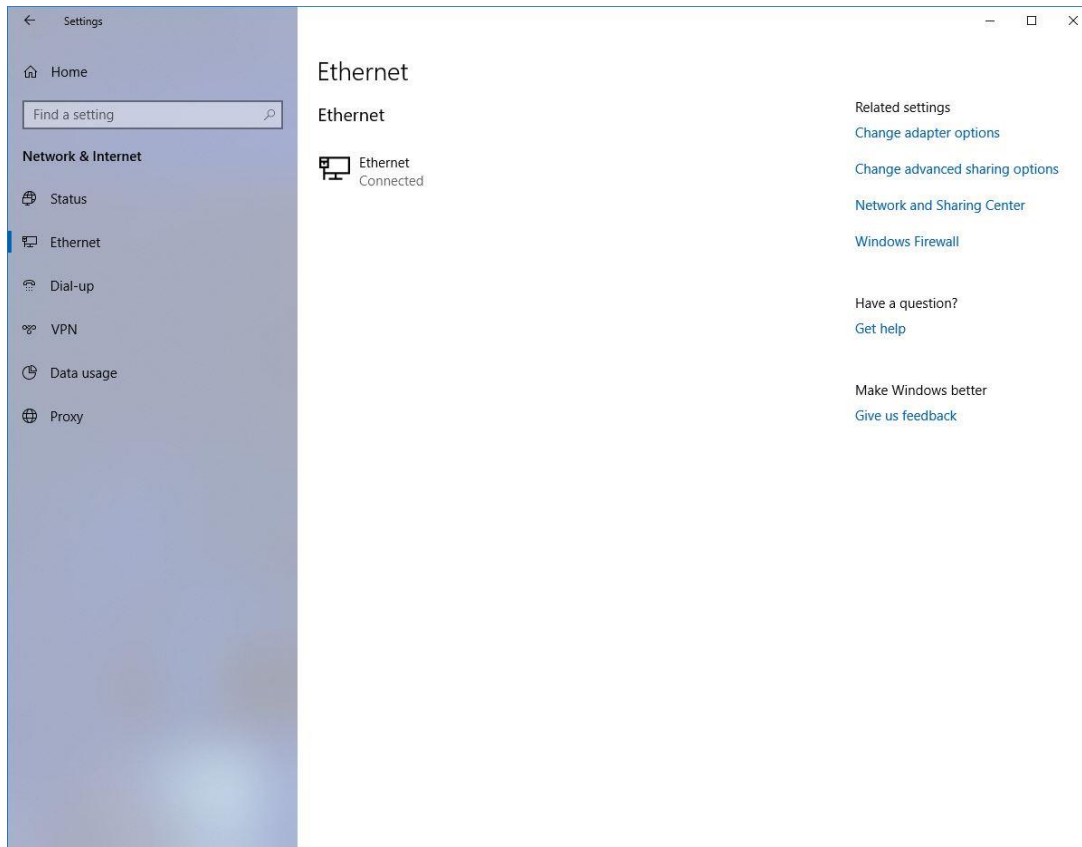 Settings
Home
Find a setting
Network & Internet
Status
Ethernet
Dial-up
VPN
Data usage
Proxy
Ethernet
Ethernet
Ethernet
Connected
Related settings
Change adapter options
Change advanced sharing options
Network and Sharing Center
Windows Firewall
Have a question?
Get help
Make Windows better
Give us feedback